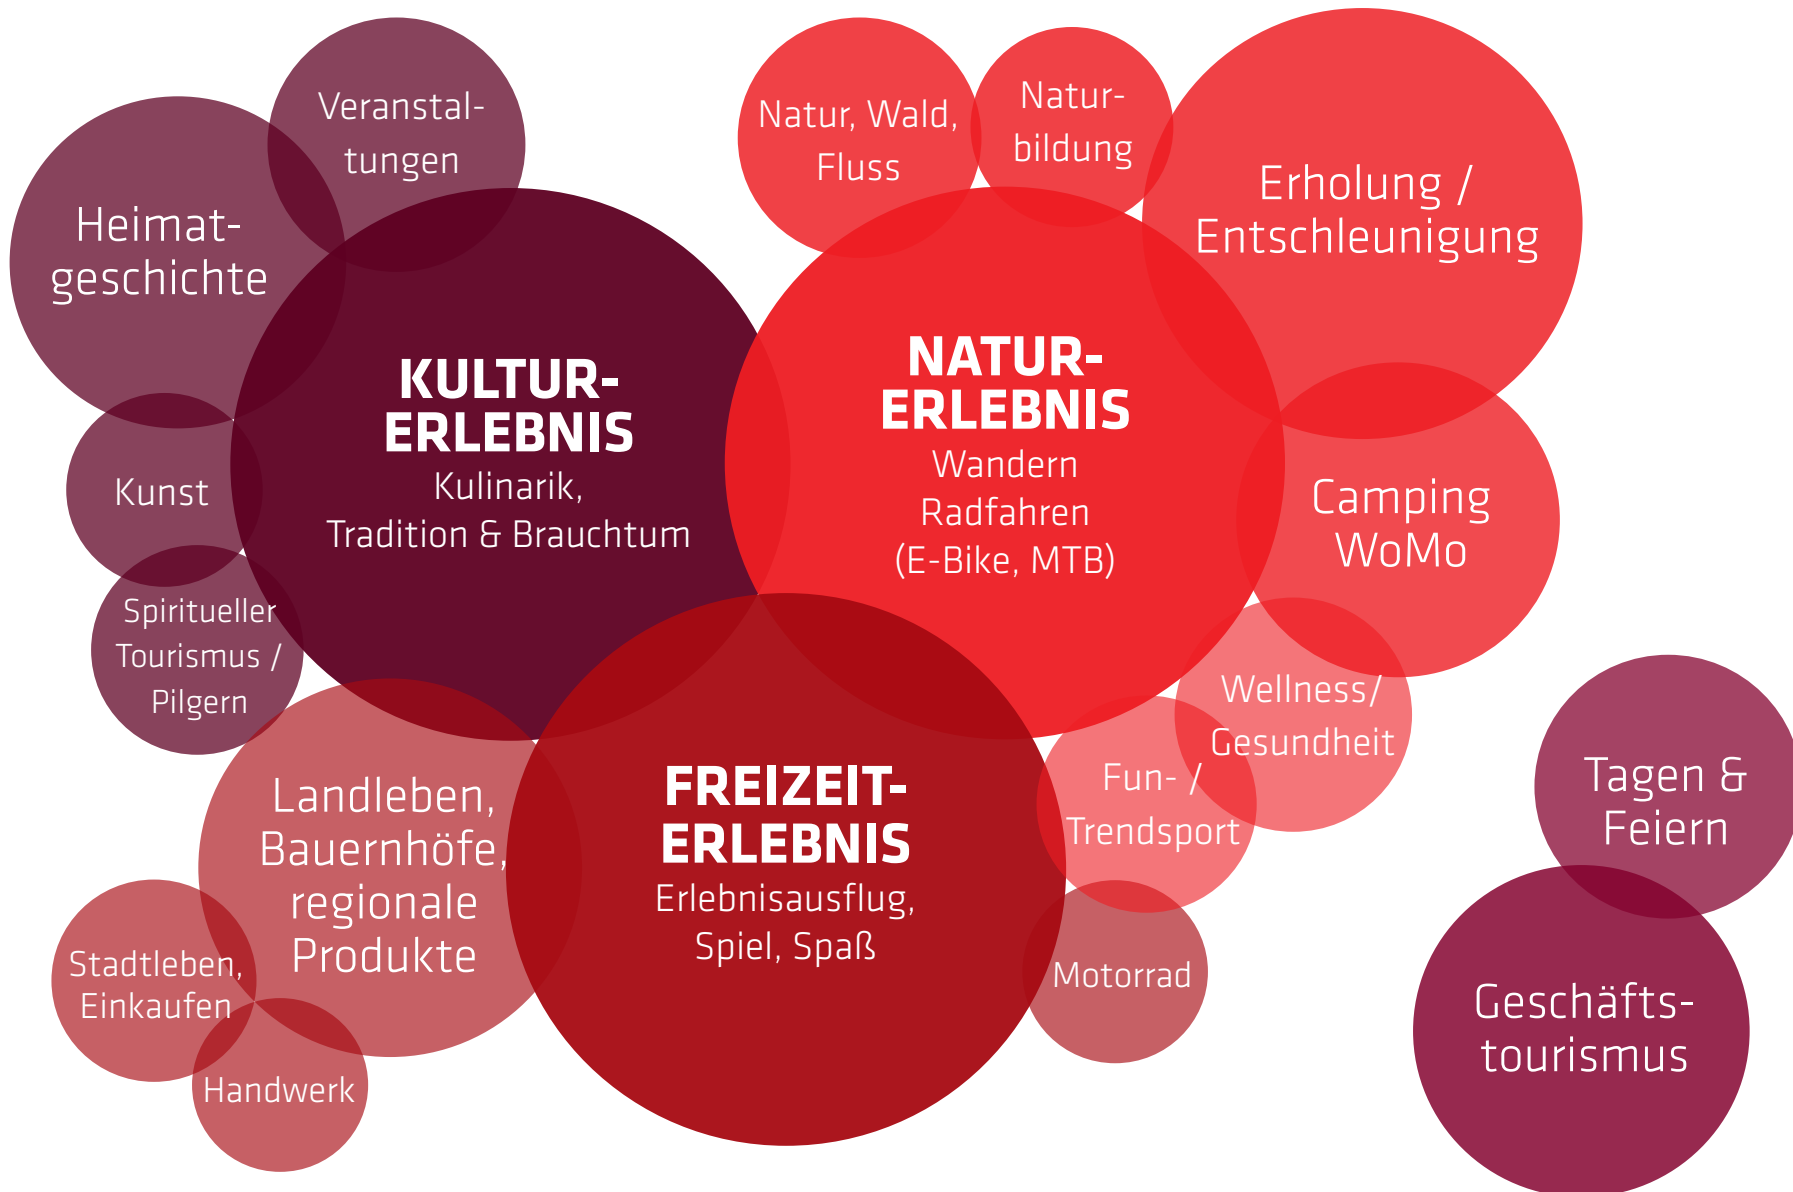 Veranstal-
tungen
Heimat-
geschichte
KULTUR-
ERLEBNIS
Kulinarik,
Tradition & Brauchtum
Kunst
Spiritueller
Tourismus /
Pilgern
Natur, Wald,
Fluss
Natur-
bildung
Erholung /
Entschleunigung
NATUR-
ERLEBNIS
Wandern
Radfahren
(E-Bike, MTB)
Camping
WoMo
Wellness/
Gesundheit
Fun- /
Trendsport
Landleben,
Bauernhöfe,
regionale
Produkte
FREIZEIT-
ERLEBNIS
Erlebnisausflug,
Spiel, Spaß
Motorrad
Stadtleben,
Einkaufen
Handwerk
Tagen &
Feiern
Geschäfts-
tourismus